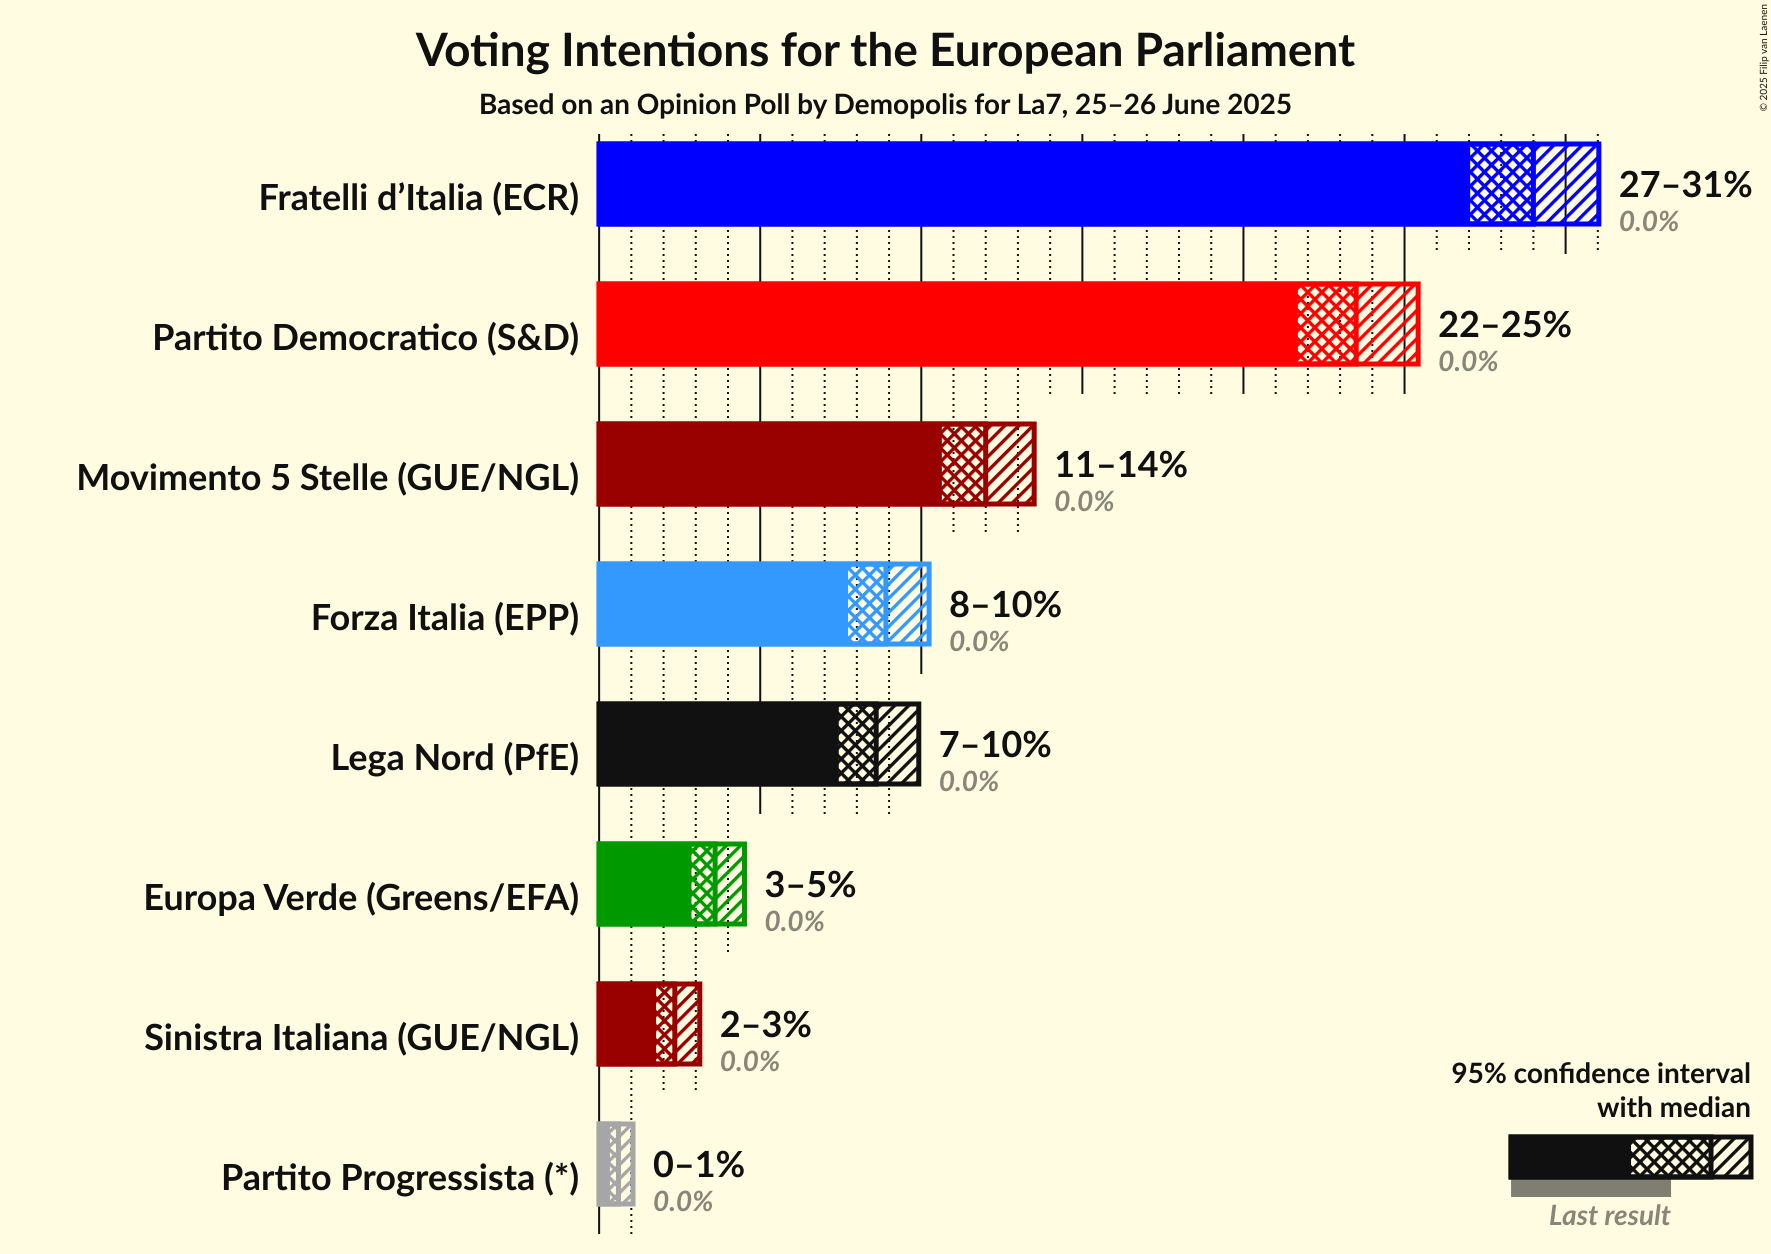 Voting Intentions for the European Parliament
Based on an Opinion Poll by Demopolis for La7, 25–26 June 2025
© 2025 Filip van Laenen
Fratelli d’Italia (ECR)
27–31%
0.0%
Partito Democratico (S&D)
22–25%
0.0%
Movimento 5 Stelle (GUE/NGL)
11–14%
0.0%
Forza Italia (EPP)
8–10%
0.0%
Lega Nord (PfE)
7–10%
0.0%
Europa Verde (Greens/EFA)
3–5%
0.0%
Sinistra Italiana (GUE/NGL)
2–3%
0.0%
Partito Progressista (*)
0–1%
0.0%
95% confidence interval
with median
Last result